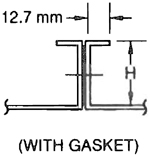 12.7 mm
H
(WITH GASKET)